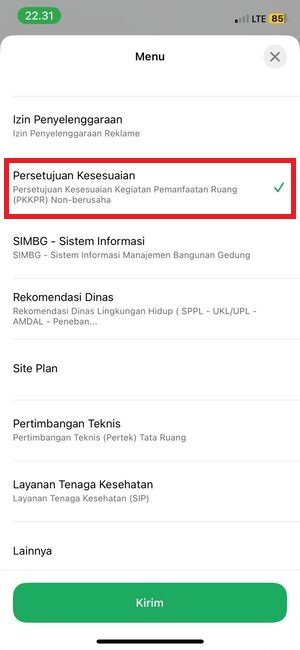 22.31
LTE 85
Menu
Izin Penyelenggaraan
Izin Penyelenggaraan Reklame
Persetujuan Kesesuaian
Persetujuan Kesesuaian Kegiatan Pemanfaatan Ruang
(PKKPR) Non-berusaha
SIMBG - Sistem Informasi
SIMBG - Sistem Informasi Manajemen Bangunan Gedung
Rekomendasi Dinas
Rekomendasi Dinas Lingkungan Hidup ( SPPL - UKL/UPL -
AMDAL - Peneban...
Site Plan
Pertimbangan Teknis
Pertimbangan Teknis (Pertek) Tata Ruang
Layanan Tenaga Kesehatan
Layanan Tenaga Kesehatan (SIP)
Lainnya
Kirim